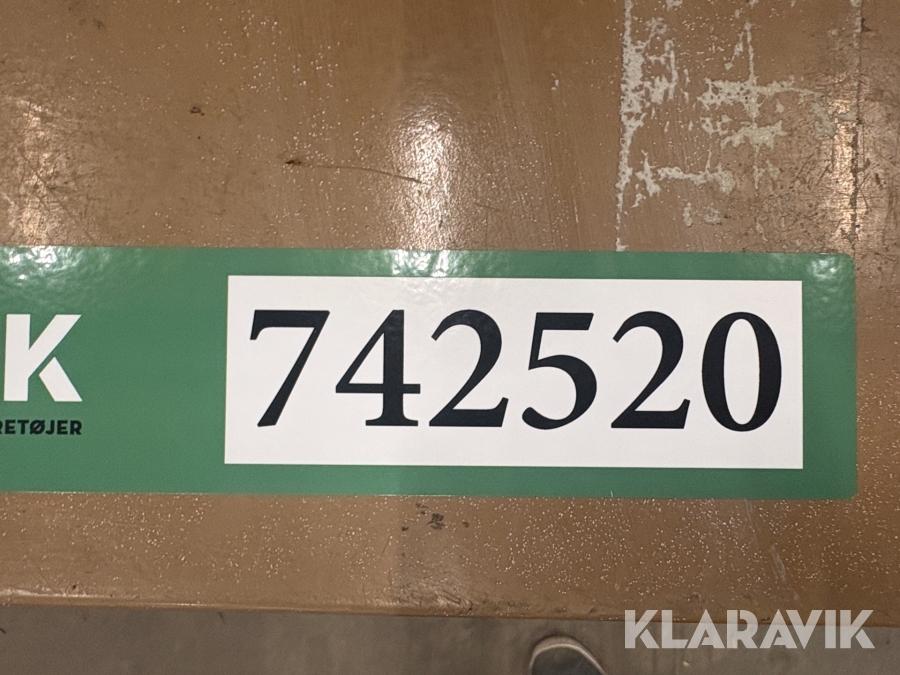 K
742520
RETØJER
KLARAVIK